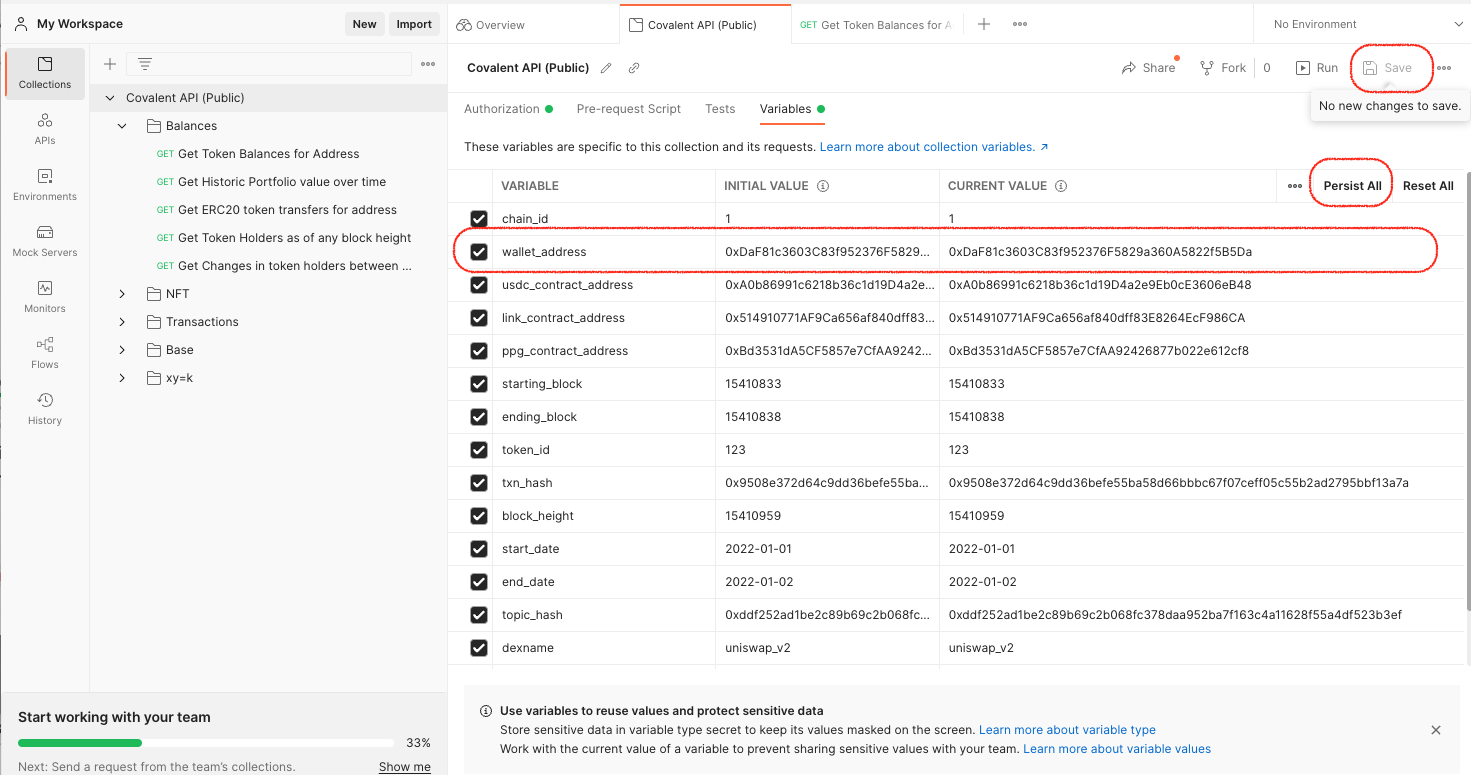 My Workspace
New
Import
Overview
Covalent API (Public)
GET Get Token Balances for A
No Environment
Collections
APIs
Environments
Mock Servers
Monitors
Flows
History
Covalent API (Public)
Balances
GET Get Token Balances for Address
GET Get Historic Portfolio value over time
GET Get ERC20 token transfers for address
GET Get Token Holders as of any block height
GET Get Changes in token holders between ...
NFT
Transactions
Base
xy=k
Start working with your team
33%
Next: Send a request from the team's collections.
Show me
Covalent API (Public)
Share
Fork
0
Run
Save
No new changes to save.
Authorization
Pre-request Script
Tests
Variables
These variables are specific to this collection and its requests. Learn more about collection variables. ↗
VARIABLE INITIAL VALUE CURRENT VALUE Persist All Reset All
chain_id 1 1
wallet_address 0xDaF81c3603C83f952376F5829... 0xDaF81c3603C83f952376F5829a360A5822f5B5Da
usdc_contract_address 0xA0b86991c6218b36c1d19D4a2e... 0xA0b86991c6218b36c1d19D4a2e9Eb0cE3606eB48
link_contract_address 0x514910771AF9Ca656af840dff83... 0x514910771AF9Ca656af840dff83E8264EcF986CA
ppg_contract_address 0xBd3531dA5CF5857e7CfAA9242... 0xBd3531dA5CF5857e7CfAA92426877b022e612cf8
starting_block 15410833 15410833
ending_block 15410838 15410838
token_id 123 123
txn_hash 0x9508e372d64c9dd36befe55ba... 0x9508e372d64c9dd36befe55ba58d66bbbc67f07ceff05c55b2ad2795bbf13a7a
block_height 15410959 15410959
start_date 2022-01-01 2022-01-01
end_date 2022-01-02 2022-01-02
topic_hash 0xddf252ad1be2c89b69c2b068fc... 0xddf252ad1be2c89b69c2b068fc378daa952ba7f163c4a11628f55a4df523b3ef
dexname uniswap_v2 uniswap_v2
Use variables to reuse values and protect sensitive data
Store sensitive data in variable type secret to keep its values masked on the screen. Learn more about variable type
Work with the current value of a variable to prevent sharing sensitive values with your team. Learn more about variable values